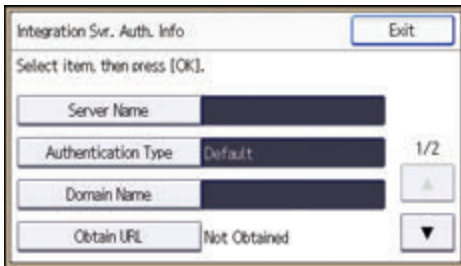 Integration Svr. Auth. Info
Exit
Select item, then press [OK].
Server Name
Authentication Type
Default
1/2
Domain Name
▲
Obtain URL
Not Obtained
▼